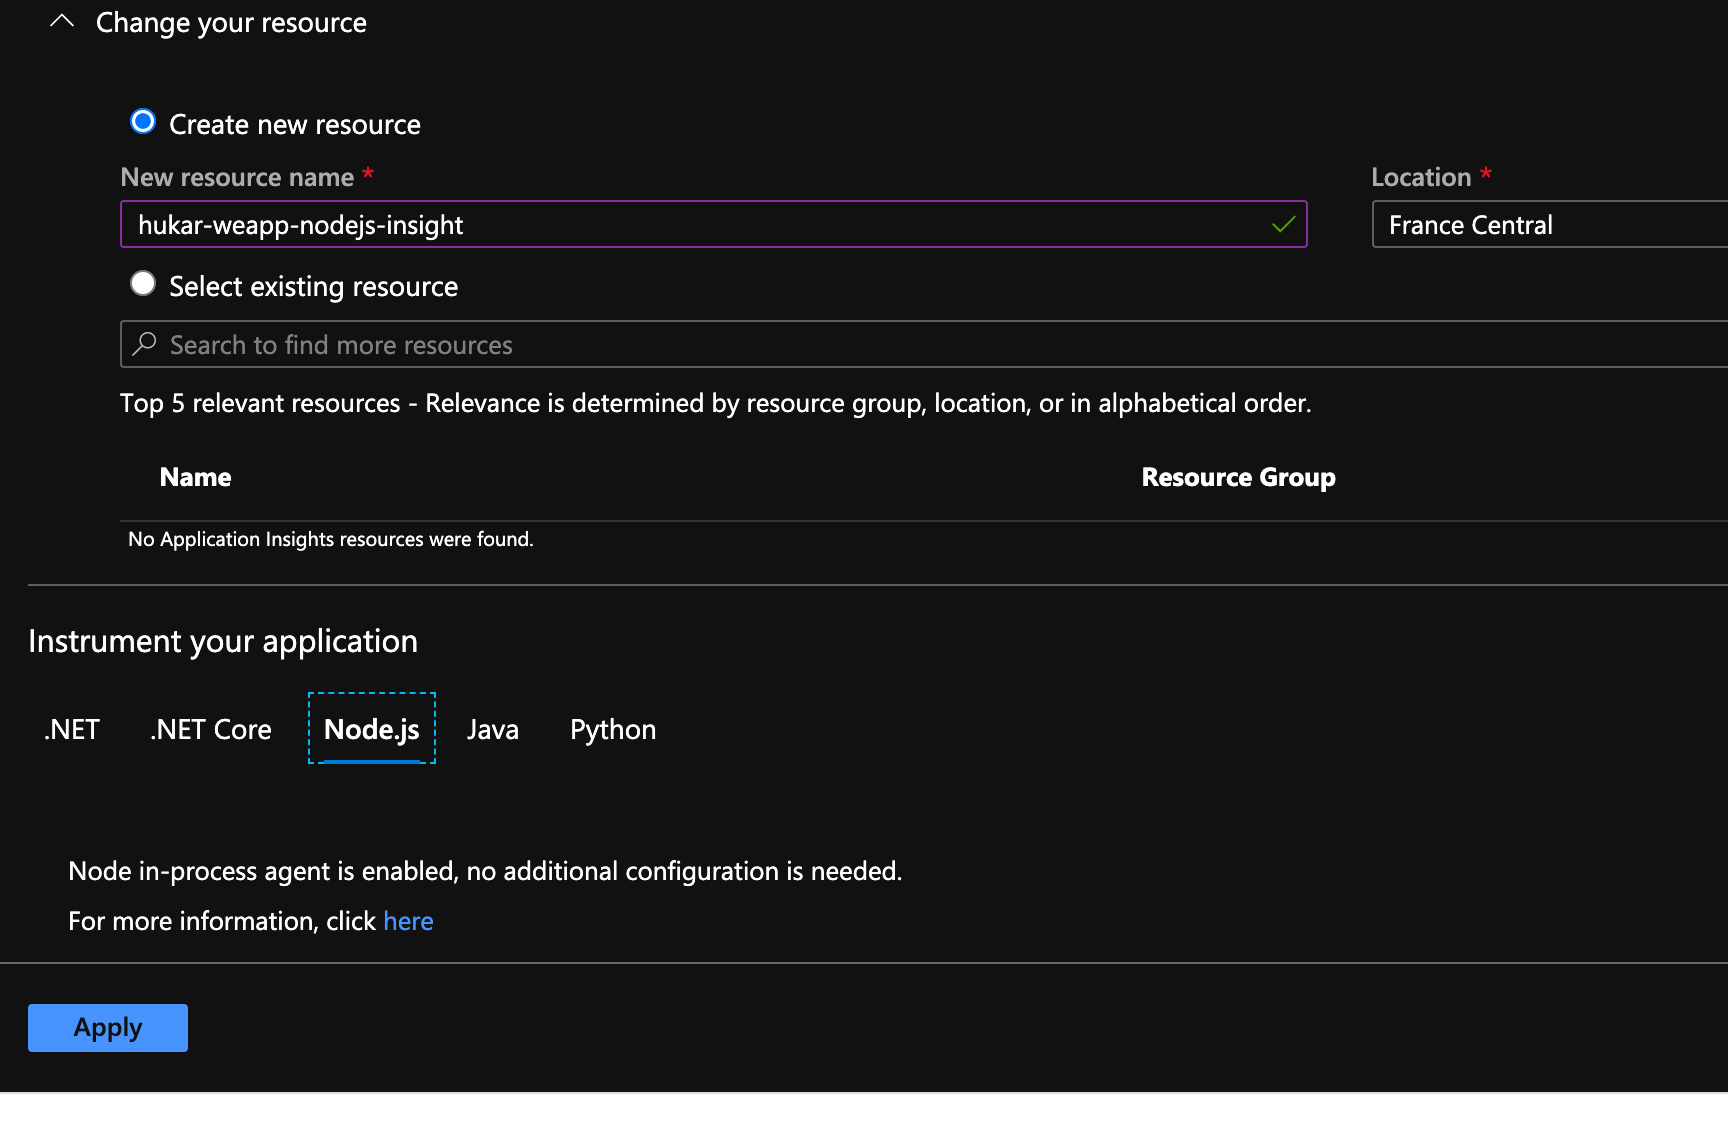 Change your resource
Create new resource
New resource name *
Location *
hukar-weapp-nodejs-insight
France Central
Select existing resource
Search to find more resources
Top 5 relevant resources - Relevance is determined by resource group, location, or in alphabetical order.
Name
Resource Group
No Application Insights resources were found.
Instrument your application
.NET
.NET Core
Node.js
Java
Python
Node in-process agent is enabled, no additional configuration is needed.
For more information, click here
Apply